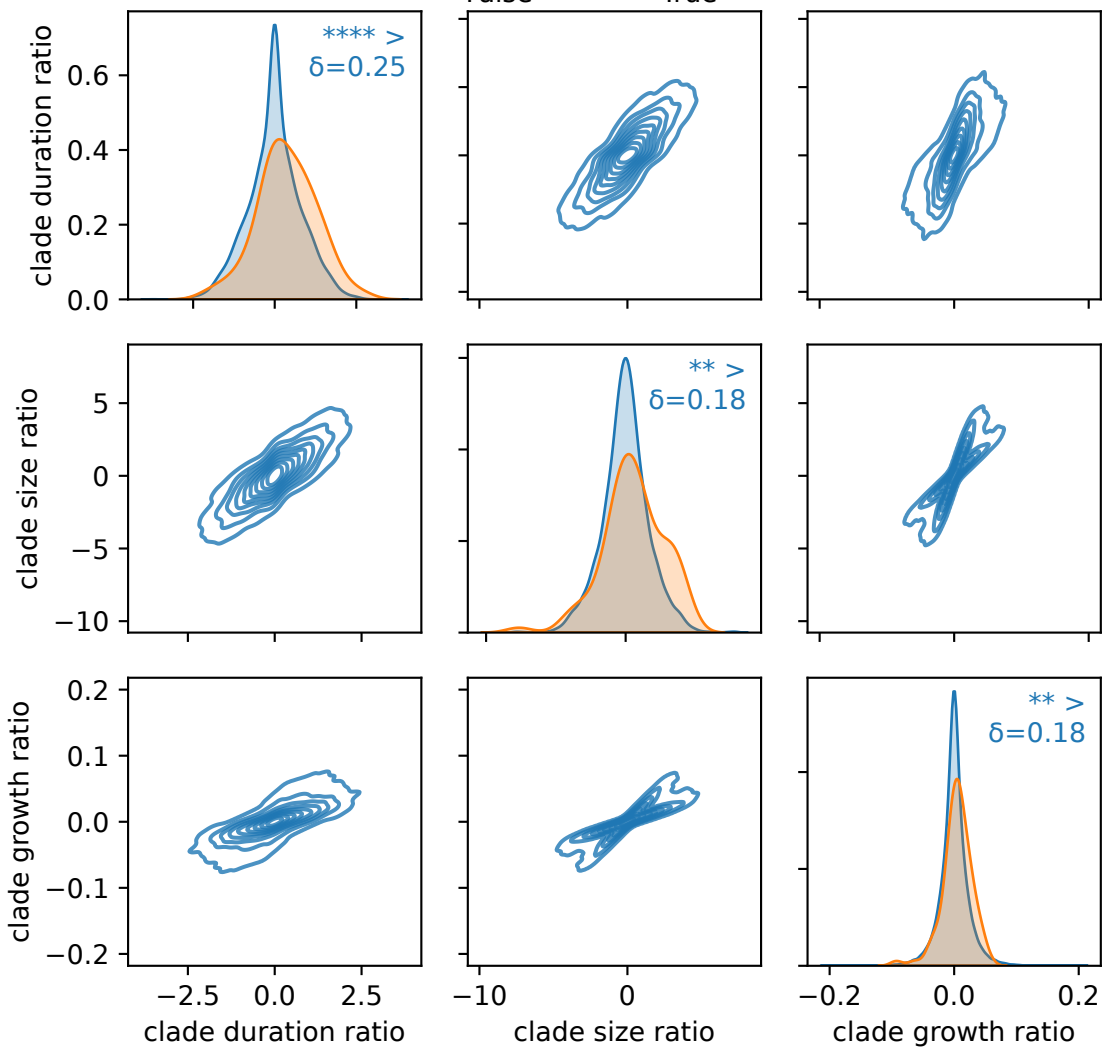 False True
clade duration ratio
0.6
0.4
0.2
0.0
**** >
δ=0.25
clade size ratio
5
0
−5
−10
** >
δ=0.18
clade growth ratio
0.2
0.1
0.0
−0.1
−0.2
** >
δ=0.18
−2.5 0.0 2.5
−10 0
−0.2 0.0 0.2
clade duration ratio
clade size ratio
clade growth ratio